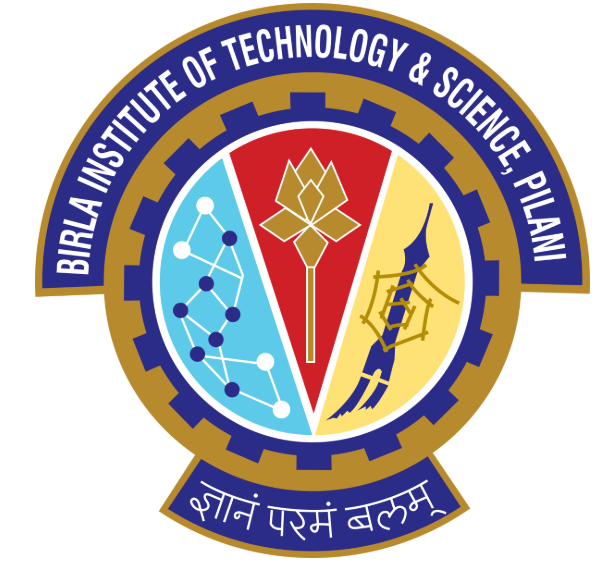 BIRLA INSTITUTE OF TECHNOLOGY & SCIENCE, PILANI
ज्ञानं परमं बलम्